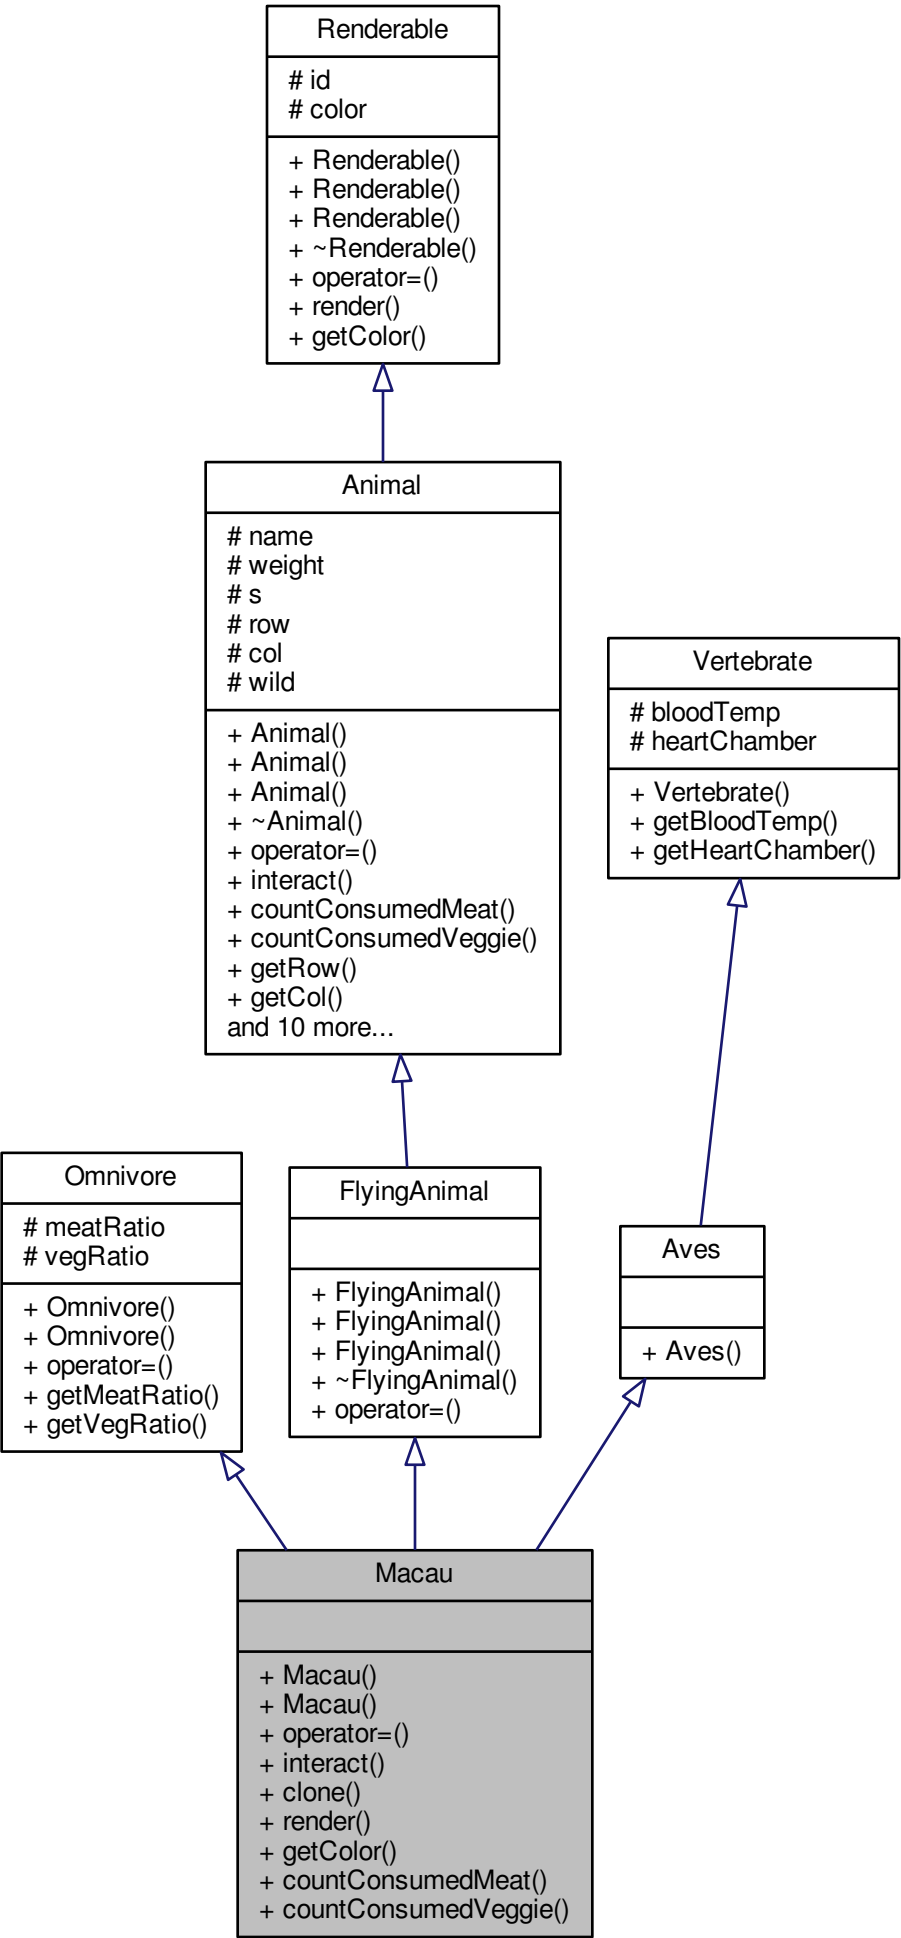 Renderable
# id
# color
+ Renderable()
+ Renderable()
+ Renderable()
+ ~Renderable()
+ operator=()
+ render()
+ getColor()
Animal
# name
# weight
# s
# row
# col
# wild
+ Animal()
+ Animal()
+ Animal()
+ ~Animal()
+ operator=()
+ interact()
+ countConsumedMeat()
+ countConsumedVeggie()
+ getRow()
+ getCol()
and 10 more...
Vertebrate
# bloodTemp
# heartChamber
+ Vertebrate()
+ getBloodTemp()
+ getHeartChamber()
Omnivore
# meatRatio
# vegRatio
+ Omnivore()
+ Omnivore()
+ operator=()
+ getMeatRatio()
+ getVegRatio()
FlyingAnimal
+ FlyingAnimal()
+ FlyingAnimal()
+ FlyingAnimal()
+ ~FlyingAnimal()
+ operator=()
Aves
+ Aves()
Macau
+ Macau()
+ Macau()
+ operator=()
+ interact()
+ clone()
+ render()
+ getColor()
+ countConsumedMeat()
+ countConsumedVeggie()